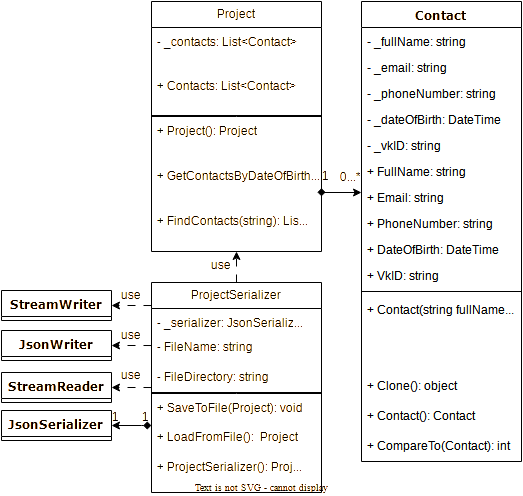 Project
- _contacts: List<Contact>
+ Contacts: List<Contact>
+ Project(): Project
+ GetContactsByDateOfBirth...
+ FindContacts(string): Lis...
1
0...*
Contact
- _fullName: string
- _email: string
- _phoneNumber: string
- _dateOfBirth: DateTime
- _vkID: string
+ FullName: string
+ Email: string
+ PhoneNumber: string
+ DateOfBirth: DateTime
+ VkID: string
+ Contact(string fullName...
+ Clone(): object
+ Contact(): Contact
+ CompareTo(Contact): int
use
ProjectSerializer
- _serializer: JsonSerializ...
- FileName: string
- FileDirectory: string
+ SaveToFile(Project): void
+ LoadFromFile(): Project
+ ProjectSerializer(): Proj...
StreamWriter
use
JsonWriter
use
StreamReader
use
JsonSerializer
1
1
Text is not SVG - cannot display